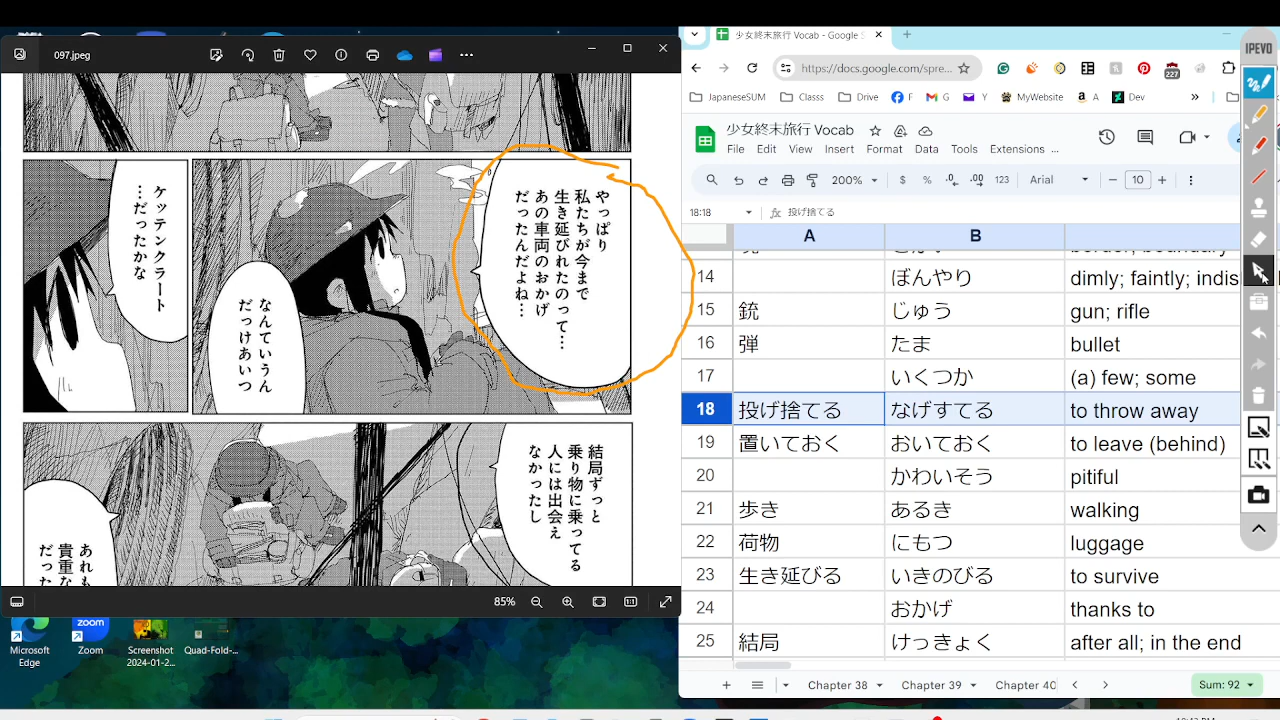 097.jpeg
やっぱり
私たちが今まで
生き延びれたのって…
あの車両のおかげ
だったんだよね…
なんていうん
だっけあいつ
ケッテンクラート
…だったかな
結局ずっと
乗り物に乗ってる
人には出会え
なかったし
あれも
貴重な
だった
85%
1:1
Microsoft
Edge
Zoom
zoom
Screenshot
2024-01-2...
Quad-Fold-...
少女終末旅行 Vocab - Google S
https://docs.google.com/spre...
227
JapaneseSUM
Classs
Drive
F
G
Y
MyWebsite
A
Dev
少女終末旅行 Vocab
File Edit View Insert Format Data Tools Extensions ...
200% $ % .0 .00 123 Arial 10
18:18 fx 投げ捨てる
A B
14 ぼんやり dimly; faintly; indis
15 銃 じゅう gun; rifle
16 弾 たま bullet
17 いくつか (a) few; some
18 投げ捨てる なげすてる to throw away
19 置いておく おいておく to leave (behind)
20 かわいそう pitiful
21 歩き あるき walking
22 荷物 にもつ luggage
23 生き延びる いきのびる to survive
24 おかげ thanks to
25 結局 けっきょく after all; in the end
Chapter 38 Chapter 39 Chapter 40
Sum: 92
IPEVO